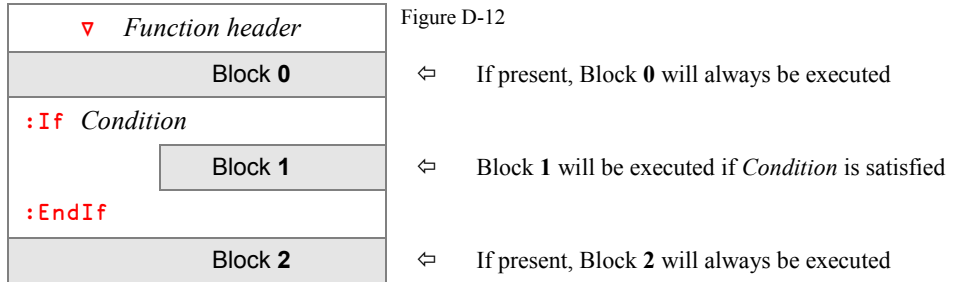 ∇ Function header
Figure D-12
Block 0
⇦ If present, Block 0 will always be executed
:If Condition
Block 1
⇦ Block 1 will be executed if Condition is satisfied
:EndIf
Block 2
⇦ If present, Block 2 will always be executed